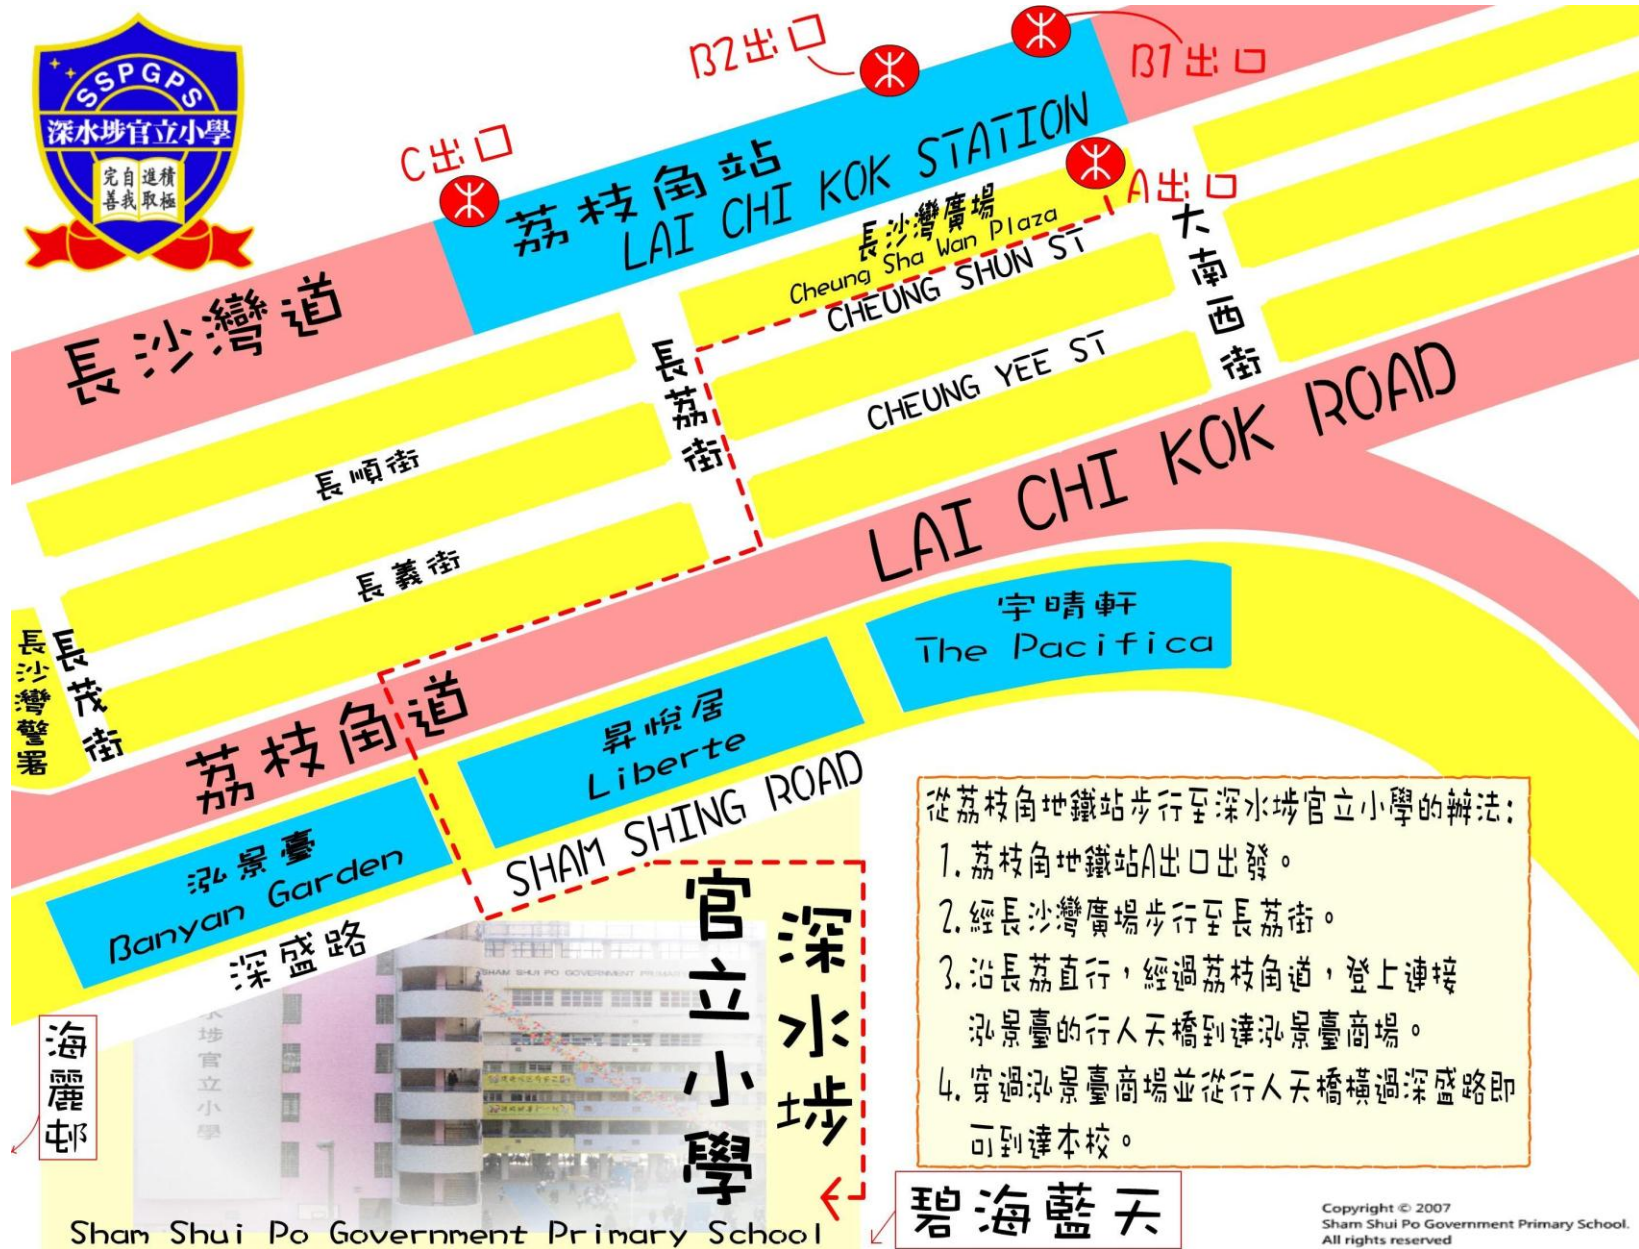 SSPGPS
深水埗官立小學
完自 進積
善我 取極
B2出口
B1出口
C出口
A出口
荔枝角站
LAI CHI KOK STATION
長沙灣廣場
Cheung Sha Wan Plaza
CHEUNG SHUN ST
大南西街
長沙灣道
長荔街
CHEUNG YEE ST
長順街
長義街
LAI CHI KOK ROAD
長沙灣警署
長茂街
荔枝角道
宇晴軒
The Pacifica
昇悅居
Liberte
泓景臺
Banyan Garden
SHAM SHING ROAD
深盛路
海麗邨
SHAM SHUI PO GOVERNMENT PRIMARY
水埗官立小學
深水埗
官立小學
Sham Shui Po Government Primary School
從荔枝角地鐵站步行至深水埗官立小學的辦法:
1. 荔枝角地鐵站A出口出發。
2. 經長沙灣廣場步行至長荔街。
3. 沿長荔直行，經過荔枝角道，登上連接
泓景臺的行人天橋到達泓景臺商場。
4. 穿過泓景臺商場並從行人天橋橫過深盛路即
可到達本校。
碧海藍天
Copyright © 2007
Sham Shui Po Government Primary School.
All rights reserved